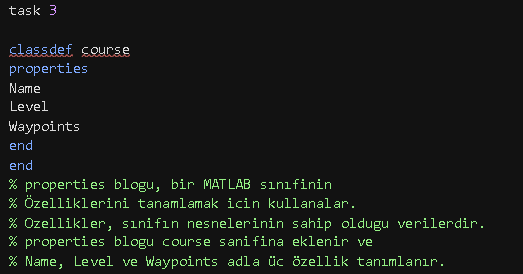 task 3
classdef course
properties
Name
Level
Waypoints
end
end
% properties blogu, bir MATLAB sınıfinin
% Özelliklerini tanamlamak icin kullanalar.
% Ozellikler, sınıfın nesnelerinin sahip oldugu verilerdir.
% properties blogu course sanifina eklenir ve
% Name, Level ve Waypoints adla üc özellik tanımlanır.